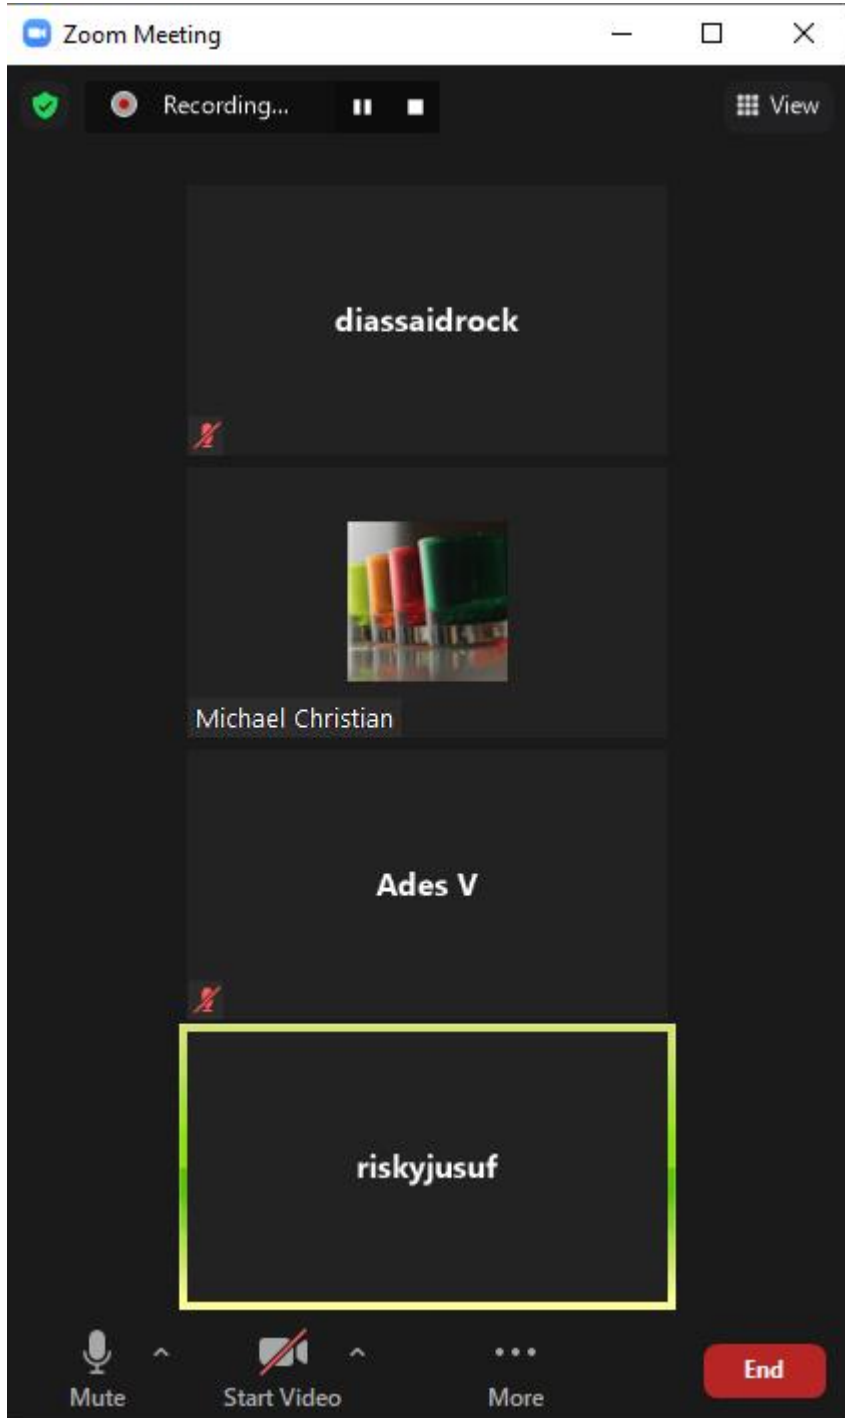 Zoom Meeting
Recording...
View
diassaidrock
Michael Christian
Ades V
riskyjusuf
Mute
Start Video
More
End